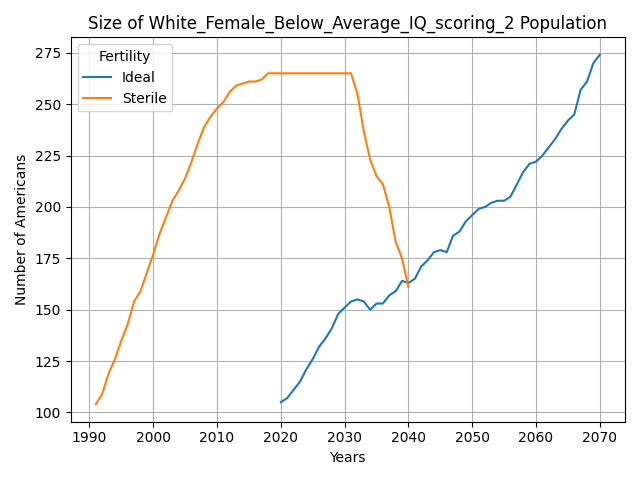 Size of White_Female_Below_Average_IQ_scoring_2 Population
Fertility
Ideal
Sterile
Number of Americans
275
250
225
200
175
150
125
100
1990 2000 2010 2020 2030 2040 2050 2060 2070
Years